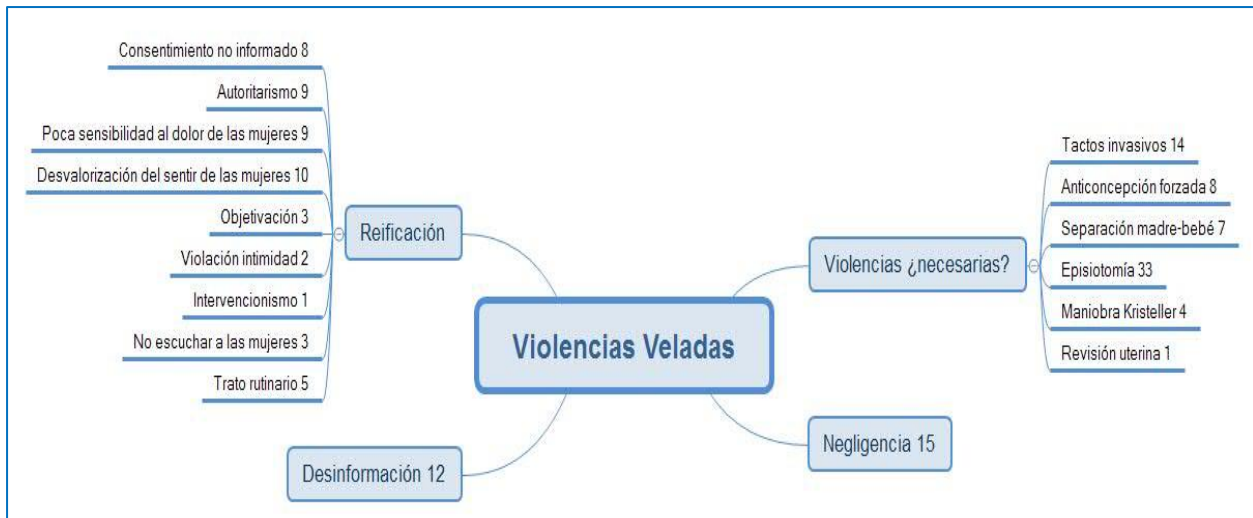 Consentimiento no informado 8
Autoritarismo 9
Poca sensibilidad al dolor de las mujeres 9
Desvalorización del sentir de las mujeres 10
Objetivación 3
Violación intimidad 2
Intervencionismo 1
No escuchar a las mujeres 3
Trato rutinario 5
Reificación
Desinformación 12
Violencias Veladas
Violencias ¿necesarias?
Tactos invasivos 14
Anticoncepción forzada 8
Separación madre-bebé 7
Episiotomía 33
Maniobra Kristeller 4
Revisión uterina 1
Negligencia 15